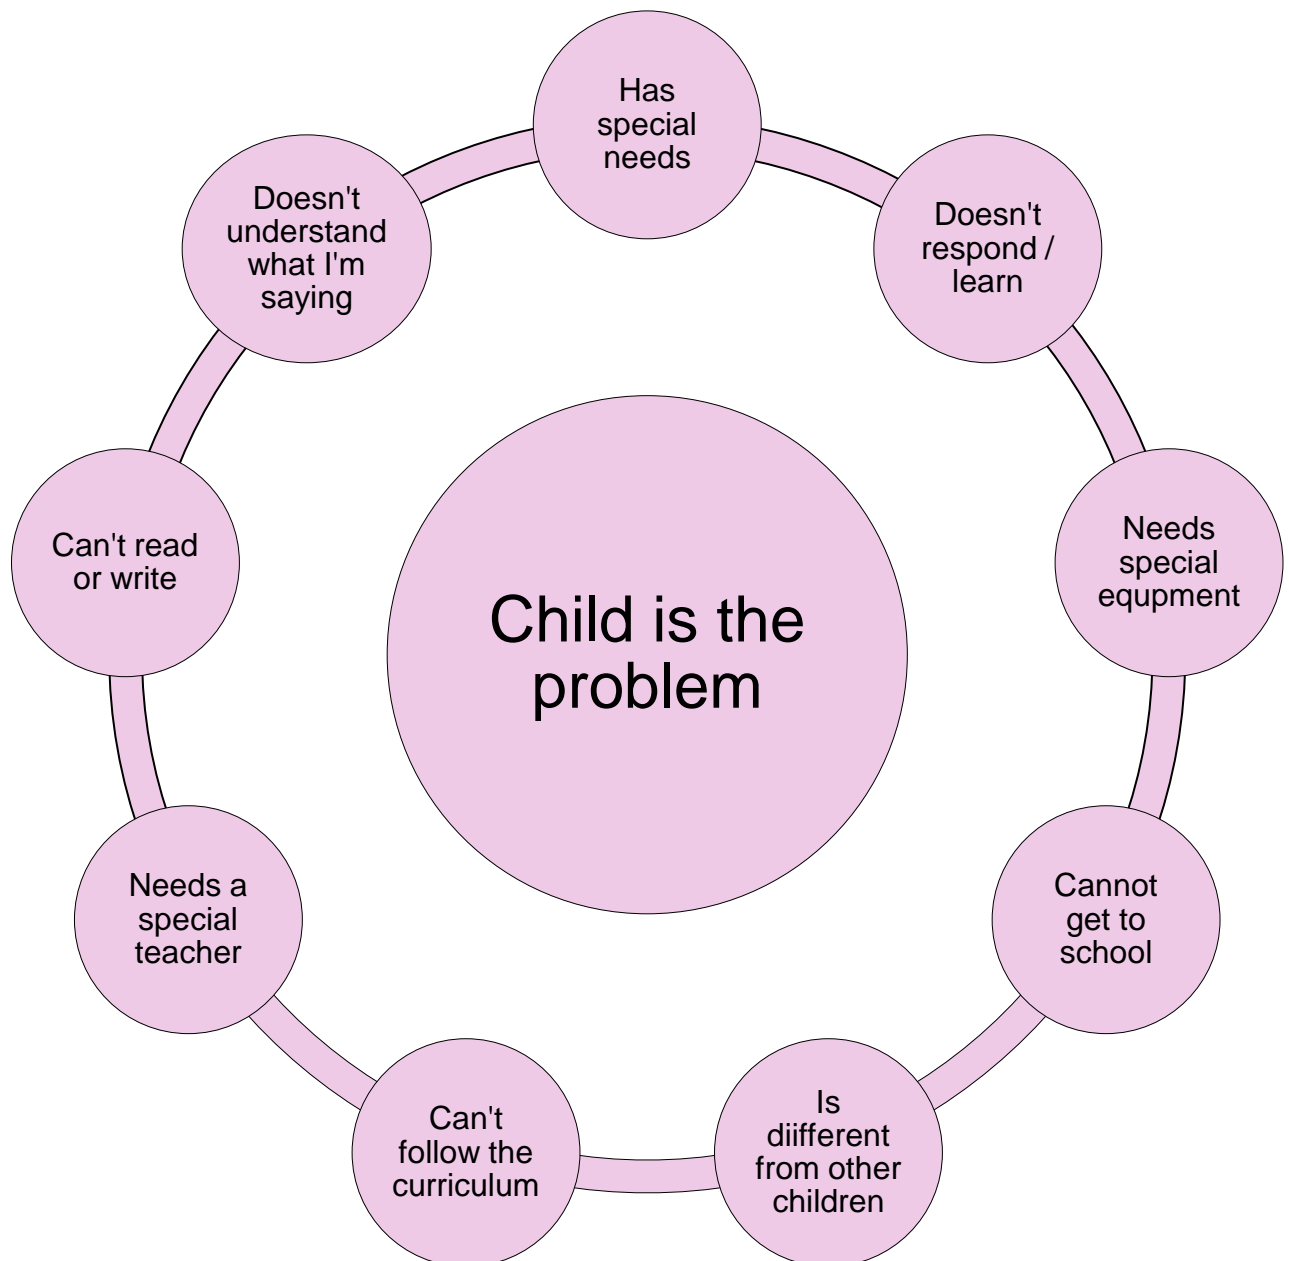 Has
special
needs
Doesn't
respond /
learn
Needs
special
equpment
Cannot
get to
school
Is
diifferent
from other
children
Can't
follow the
curriculum
Needs a
special
teacher
Can't read
or write
Doesn't
understand
what I'm
saying
Child is the
problem